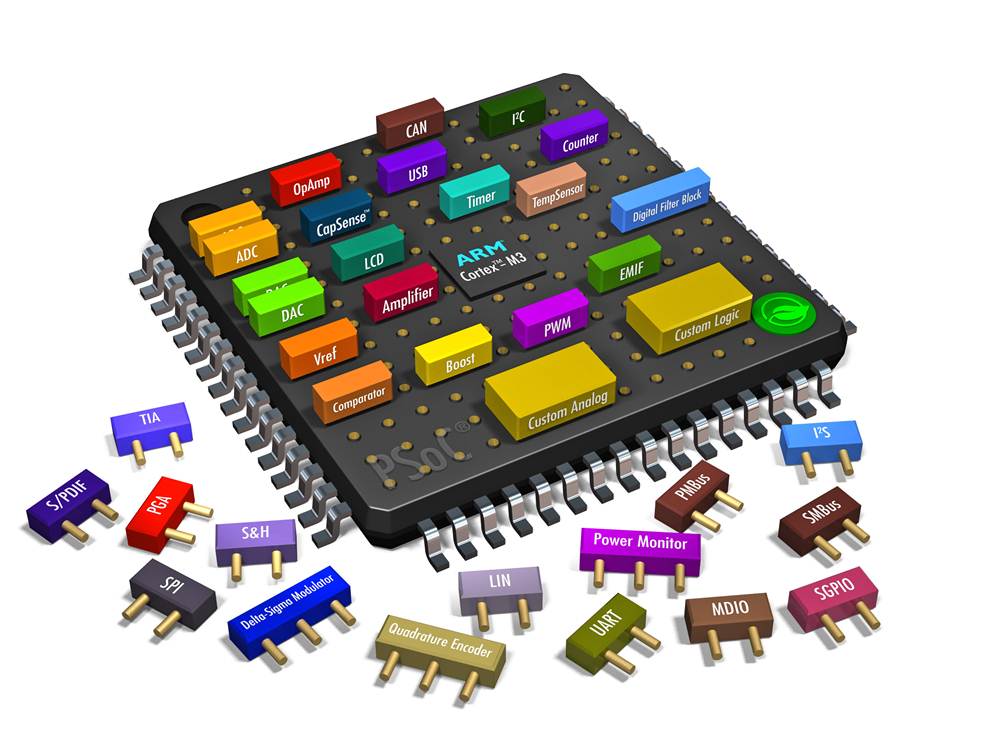 CAN
I²C
Counter
OpAmp
USB
Timer
TempSensor
Digital Filter Block
CapSense™
ADC
LCD
ARM
Cortex™-M3
EMIF
DAC
Amplifier
PWM
Custom Logic
Vref
Boost
Comparator
Custom Analog
PSoC®
TIA
I²S
S/PDIF
PGA
S&H
PMBus
SMBus
Power Monitor
SPI
Delta-Sigma Modulator
LIN
Quadrature Encoder
UART
MDIO
SGPIO